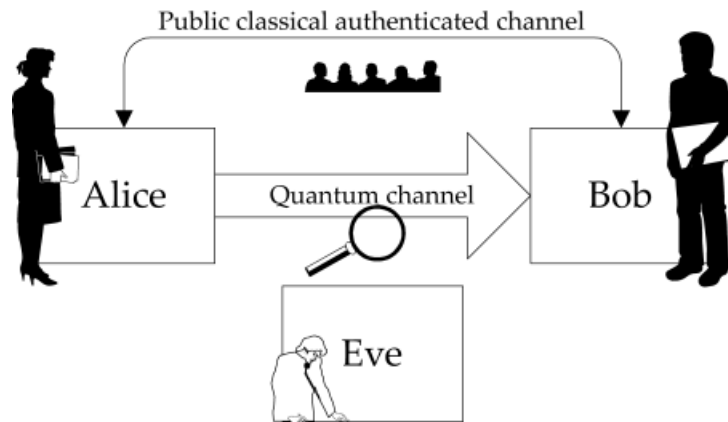 Public classical authenticated channel
Alice
Quantum channel
Bob
Eve